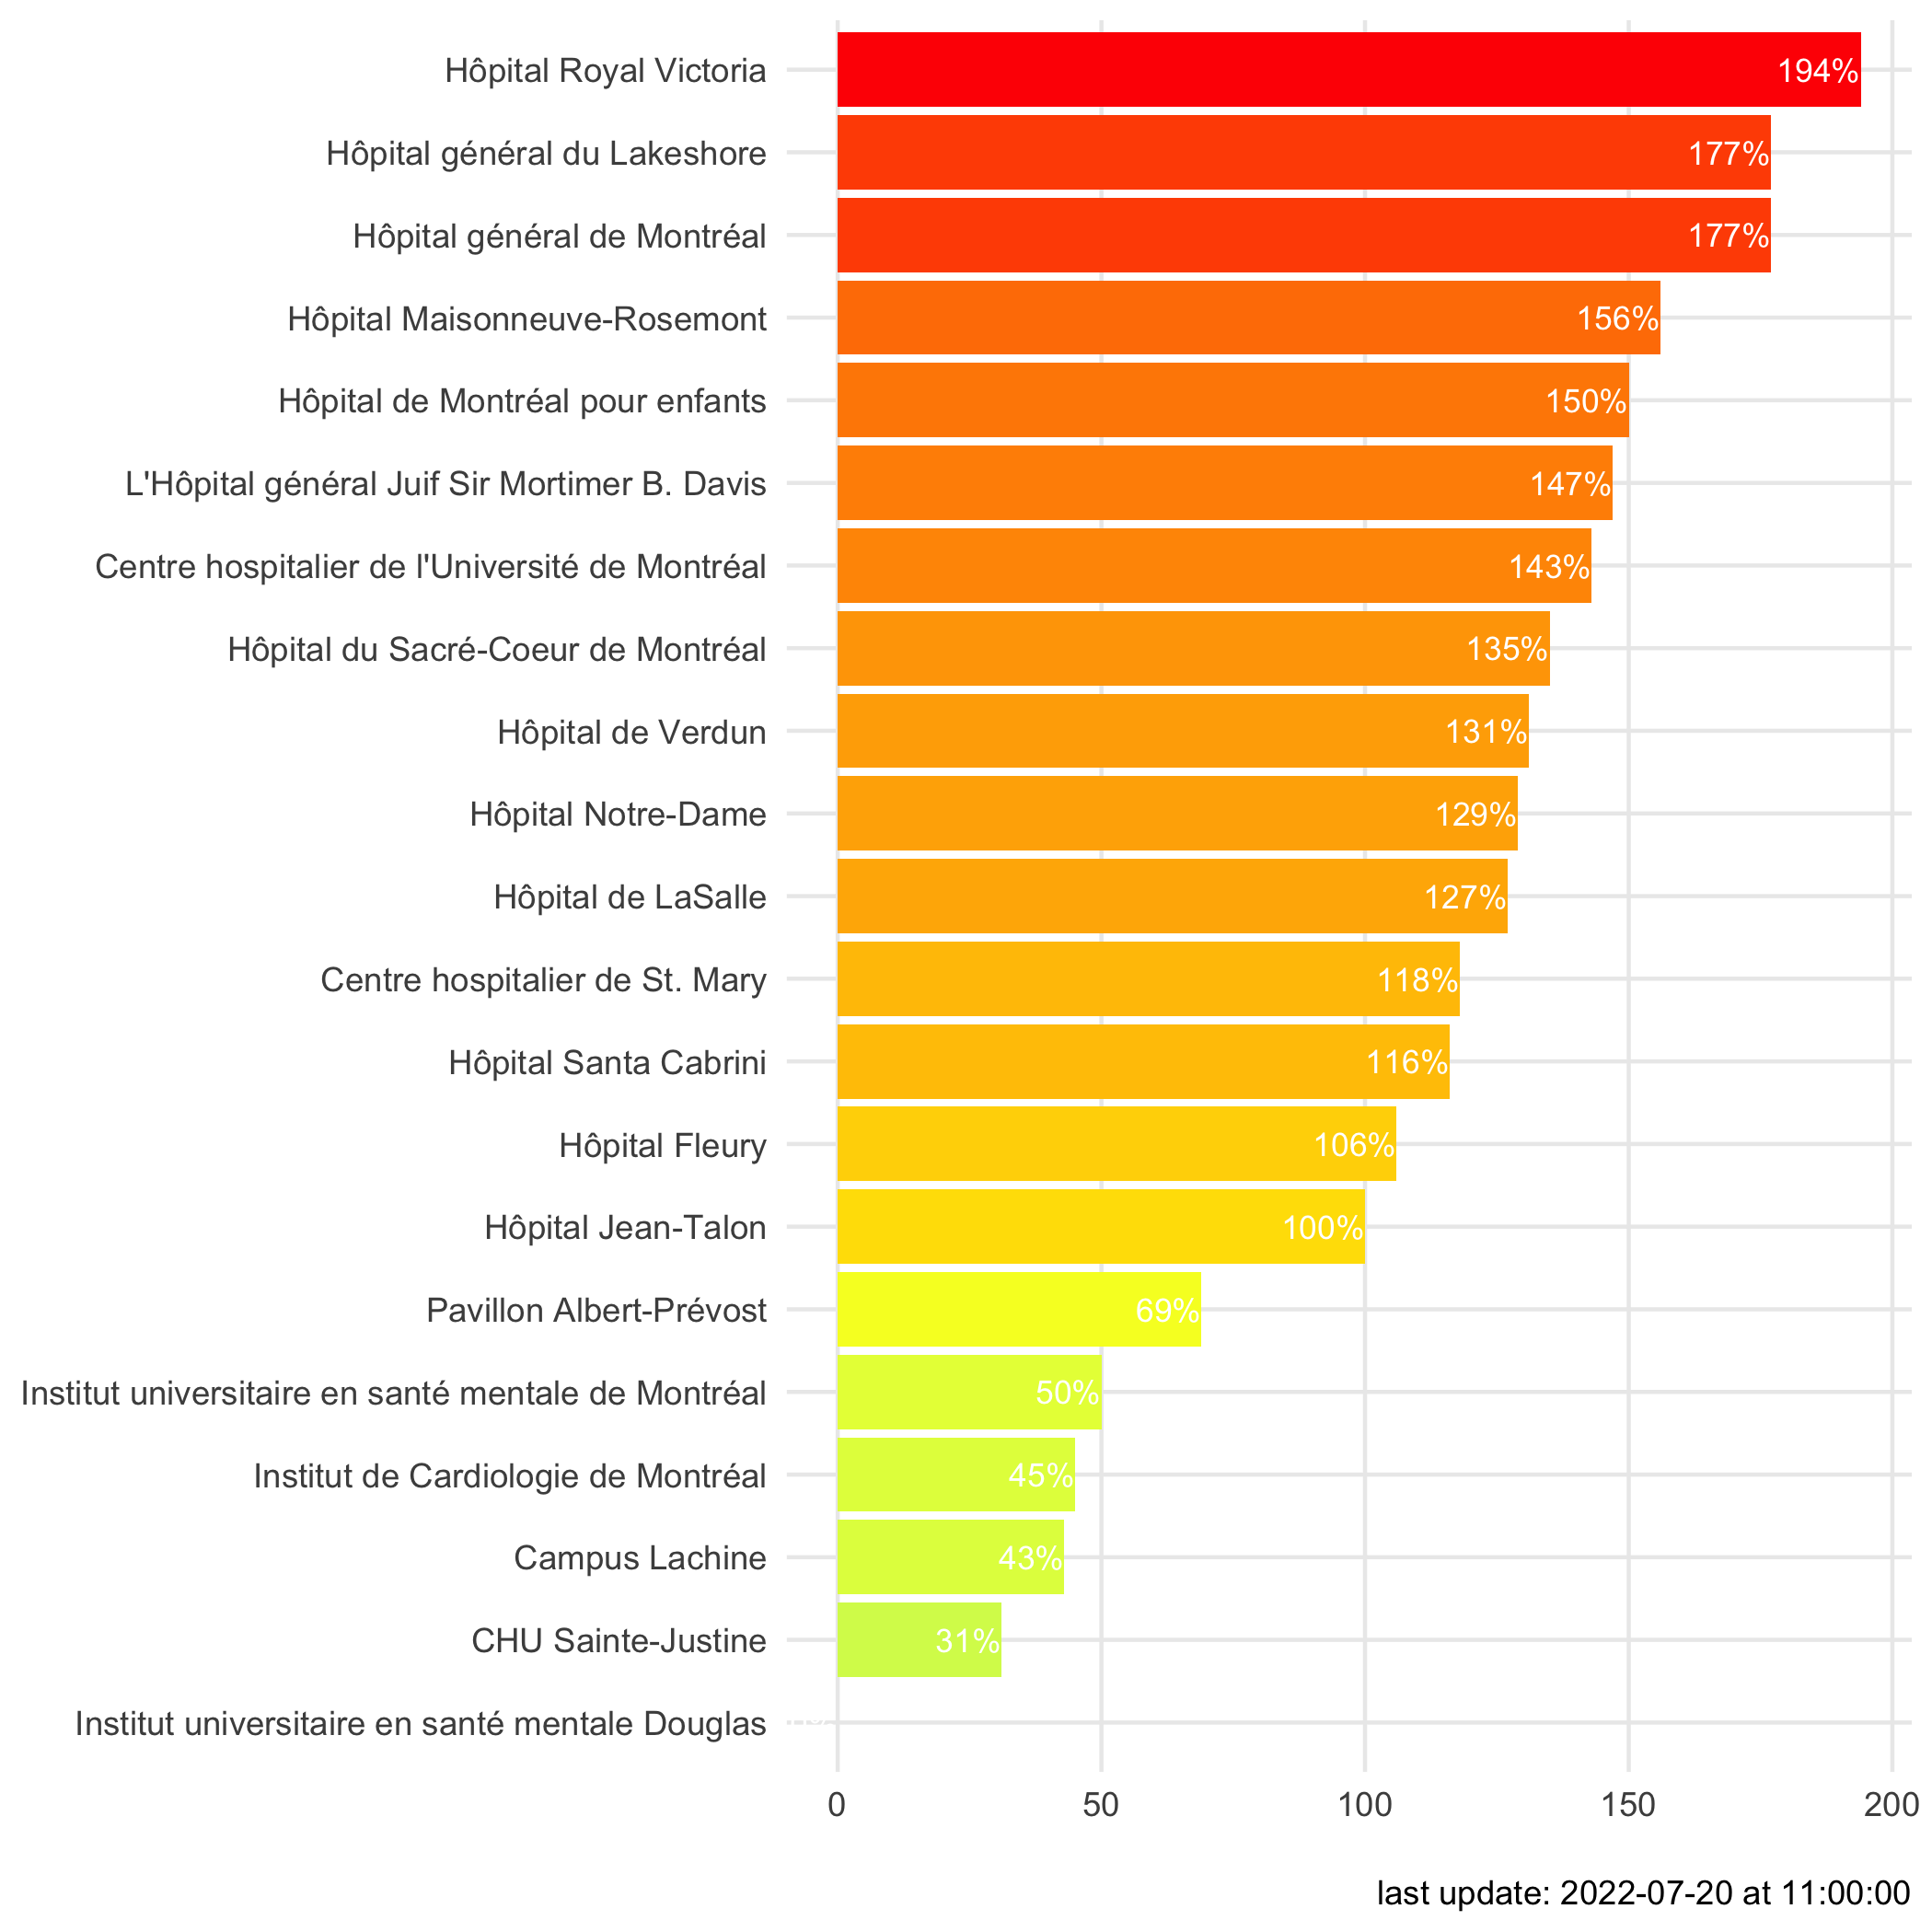 Hôpital Royal Victoria 194%
Hôpital général du Lakeshore 177%
Hôpital général de Montréal 177%
Hôpital Maisonneuve-Rosemont 156%
Hôpital de Montréal pour enfants 150%
L'Hôpital général Juif Sir Mortimer B. Davis 147%
Centre hospitalier de l'Université de Montréal 143%
Hôpital du Sacré-Coeur de Montréal 135%
Hôpital de Verdun 131%
Hôpital Notre-Dame 129%
Hôpital de LaSalle 127%
Centre hospitalier de St. Mary 118%
Hôpital Santa Cabrini 116%
Hôpital Fleury 106%
Hôpital Jean-Talon 100%
Pavillon Albert-Prévost 69%
Institut universitaire en santé mentale de Montréal 50%
Institut de Cardiologie de Montréal 45%
Campus Lachine 43%
CHU Sainte-Justine 31%
Institut universitaire en santé mentale Douglas
0 50 100 150 200
last update: 2022-07-20 at 11:00:00